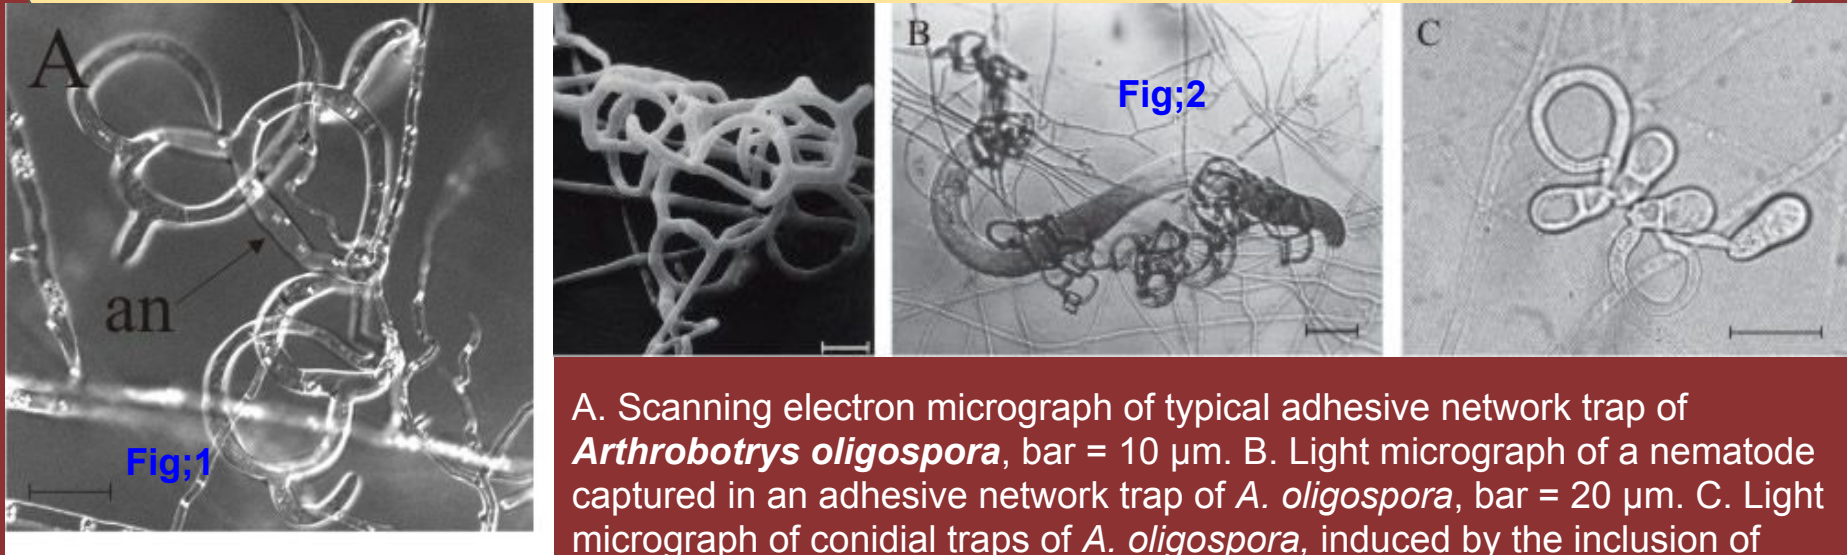 A
an
Fig;1
B
Fig;2
C
A. Scanning electron micrograph of typical adhesive network trap of
Arthrobotrys oligospora, bar = 10 µm. B. Light micrograph of a nematode
captured in an adhesive network trap of A. oligospora, bar = 20 µm. C. Light
micrograph of conidial traps of A. oligospora, induced by the inclusion of